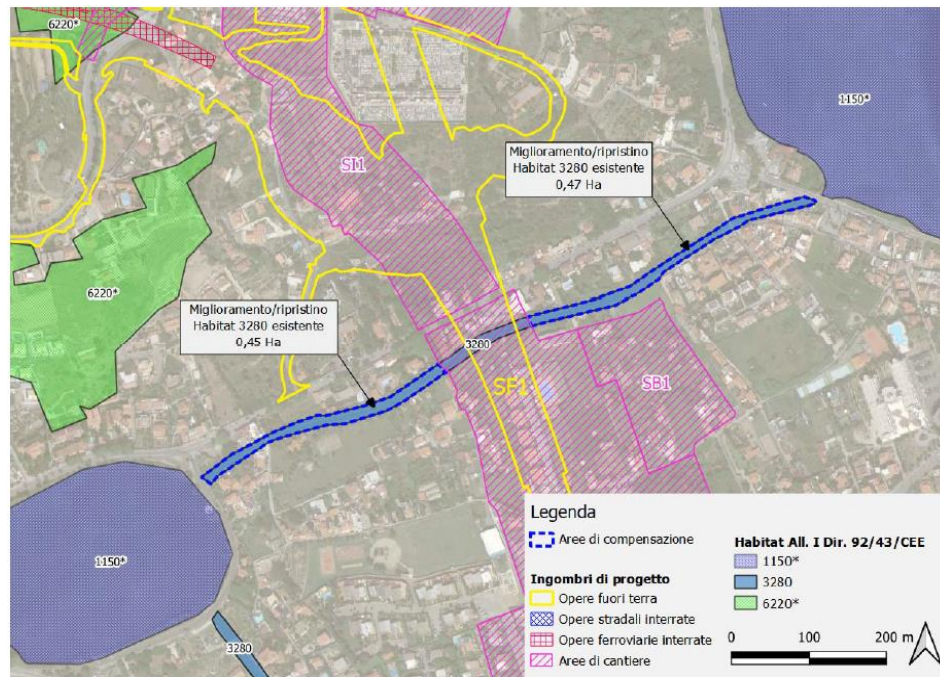 6220*
1150*
Miglioramento/ripristino
Habitat 3280 esistente
0,47 Ha
SI1
6220*
Miglioramento/ripristino
Habitat 3280 esistente
0,45 Ha
3280
SF1
SB1
1150*
3280
Legenda
Aree di compensazione
Ingombri di progetto
Opere fuori terra
Opere stradali interrate
Opere ferroviarie interrate
Aree di cantiere
Habitat All. I Dir. 92/43/CEE
1150*
3280
6220*
0 100 200 m